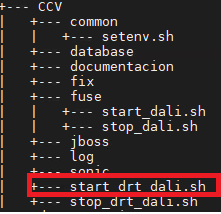 +--- CCV
|   +--- common
|   |   +--- setenv.sh
|   +--- database
|   +--- documentacion
|   +--- fix
|   +--- fuse
|   |   +--- start_dali.sh
|   |   +--- stop_dali.sh
|   +--- jboss
|   +--- log
|   +--- sonic
|   +--- start_drt_dali.sh
|   +--- stop_drt_dali.sh